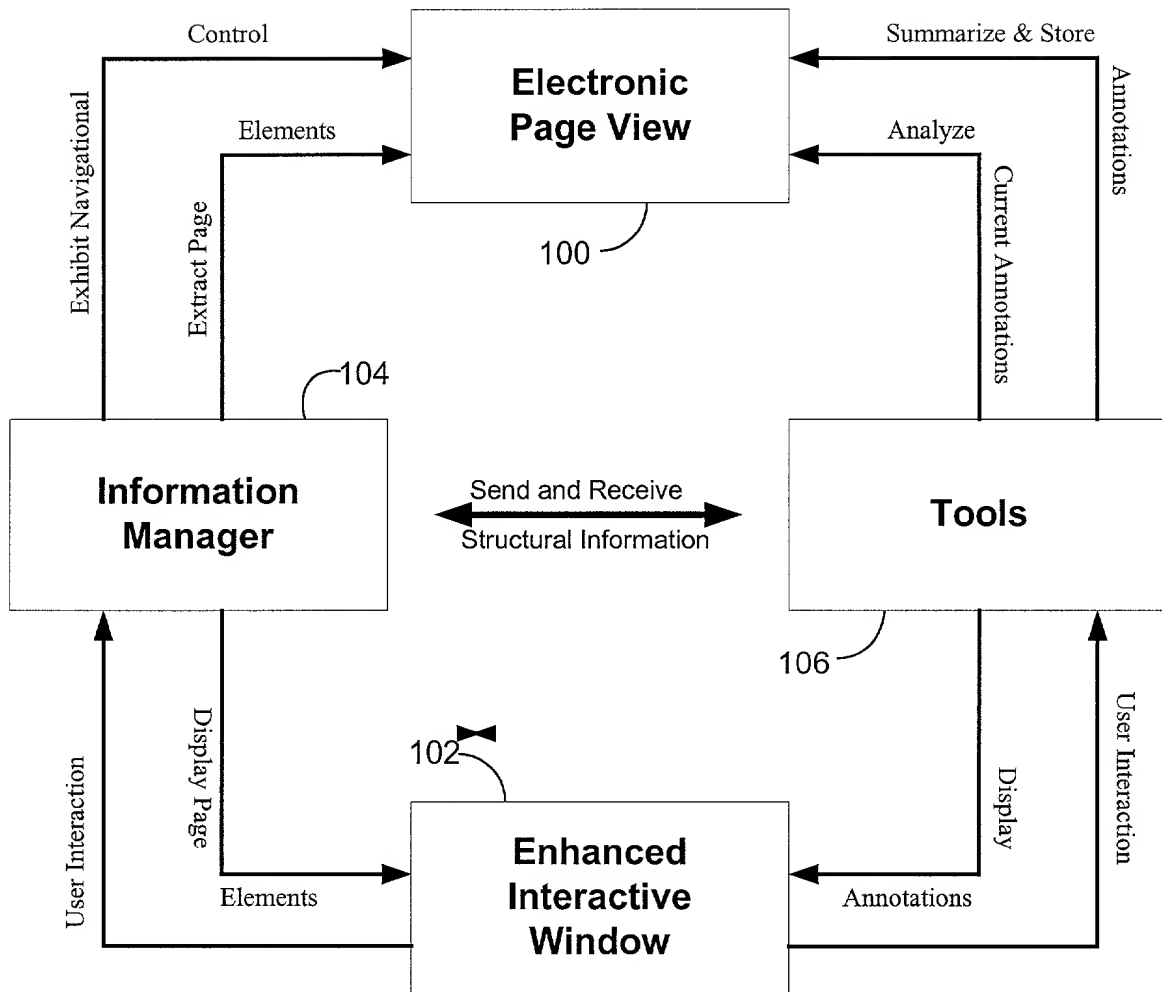 Control
Summarize & Store
Electronic
Page View
Exhibit Navigational
Elements
Analyze
Annotations
Extract Page
Current Annotations
100
104
Information
Manager
Send and Receive
Structural Information
Tools
106
102
User Interaction
Display Page
Elements
Enhanced
Interactive
Window
Display
Annotations
User Interaction